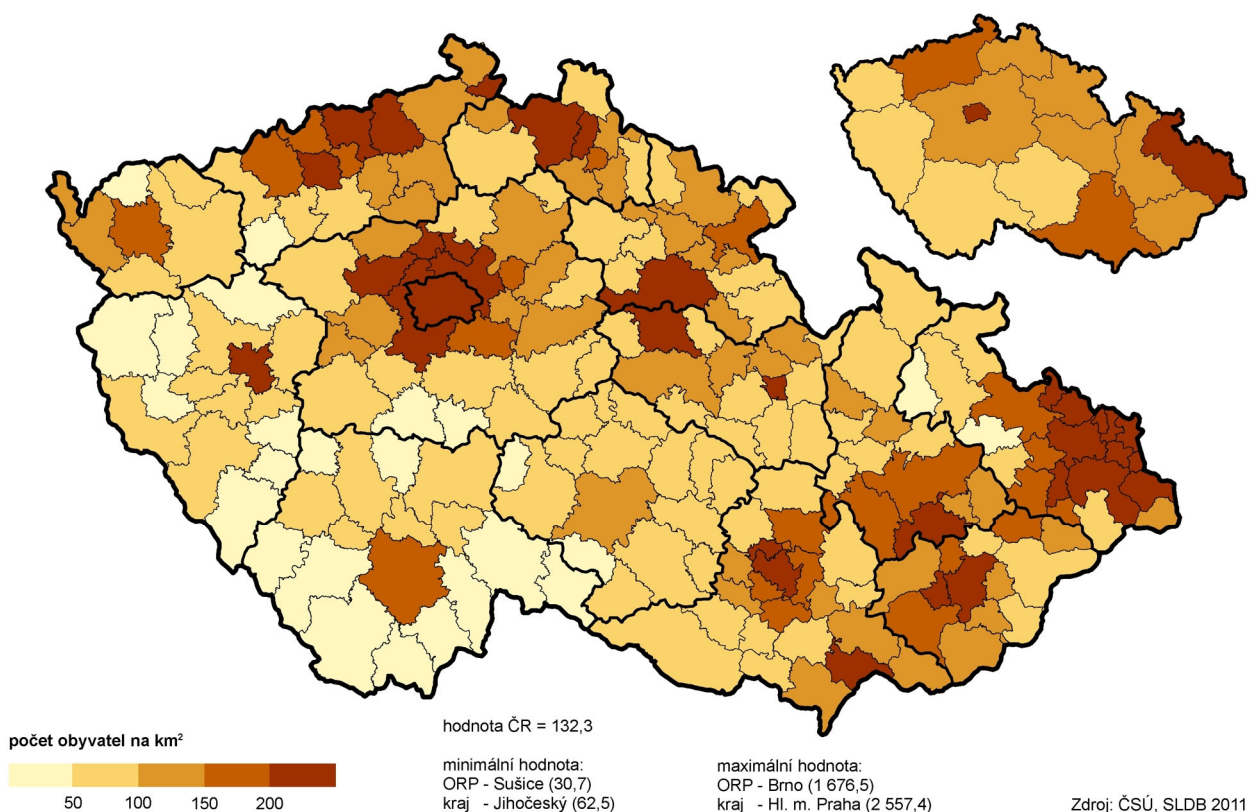 hodnota ČR = 132,3
počet obyvatel na km²
50 100 150 200
minimální hodnota:
ORP - Sušice (30,7)
kraj - Jihočeský (62,5)
maximální hodnota:
ORP - Brno (1 676,5)
kraj - Hl. m. Praha (2 557,4)
Zdroj: ČSÚ, SLDB 2011